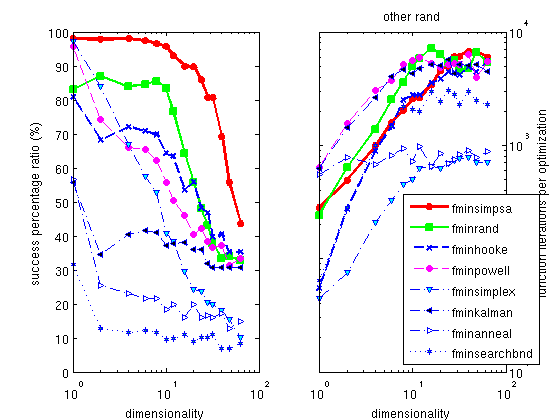 other rand
success percentage ratio (%)
100
90
80
70
60
50
40
30
20
10
0
10^0
10^1
10^2
dimensionality
10^4
10^3
10
function iterations per optimization
fminsimpsa
fminrand
fminhooke
fminpowell
fminsimplex
fminkalman
fminanneal
fminsearchbnd
10^0
10^1
10^2
dimensionality